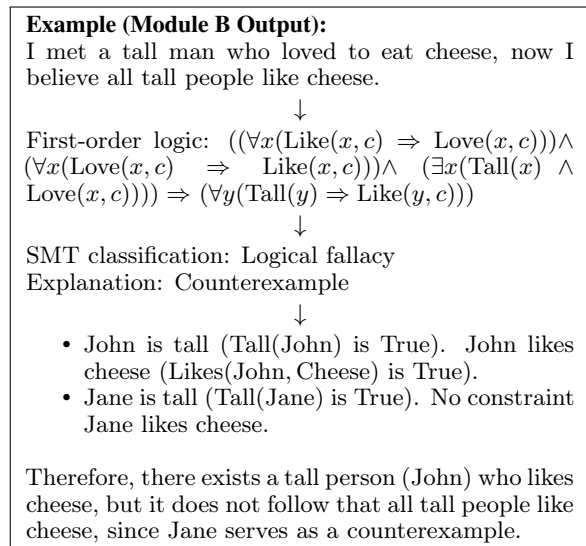 Example (Module B Output):
I met a tall man who loved to eat cheese, now I
believe all tall people like cheese.
↓
First-order logic: ((∀x(Like(x, c) ⇒ Love(x, c)))∧
(∀x(Love(x, c) ⇒ Like(x, c)))∧ (∃x(Tall(x) ∧
Love(x, c)))) ⇒ (∀y(Tall(y) ⇒ Like(y, c)))
↓
SMT classification: Logical fallacy
Explanation: Counterexample
↓
• John is tall (Tall(John) is True). John likes
cheese (Likes(John, Cheese) is True).
• Jane is tall (Tall(Jane) is True). No constraint
Jane likes cheese.
Therefore, there exists a tall person (John) who likes
cheese, but it does not follow that all tall people like
cheese, since Jane serves as a counterexample.